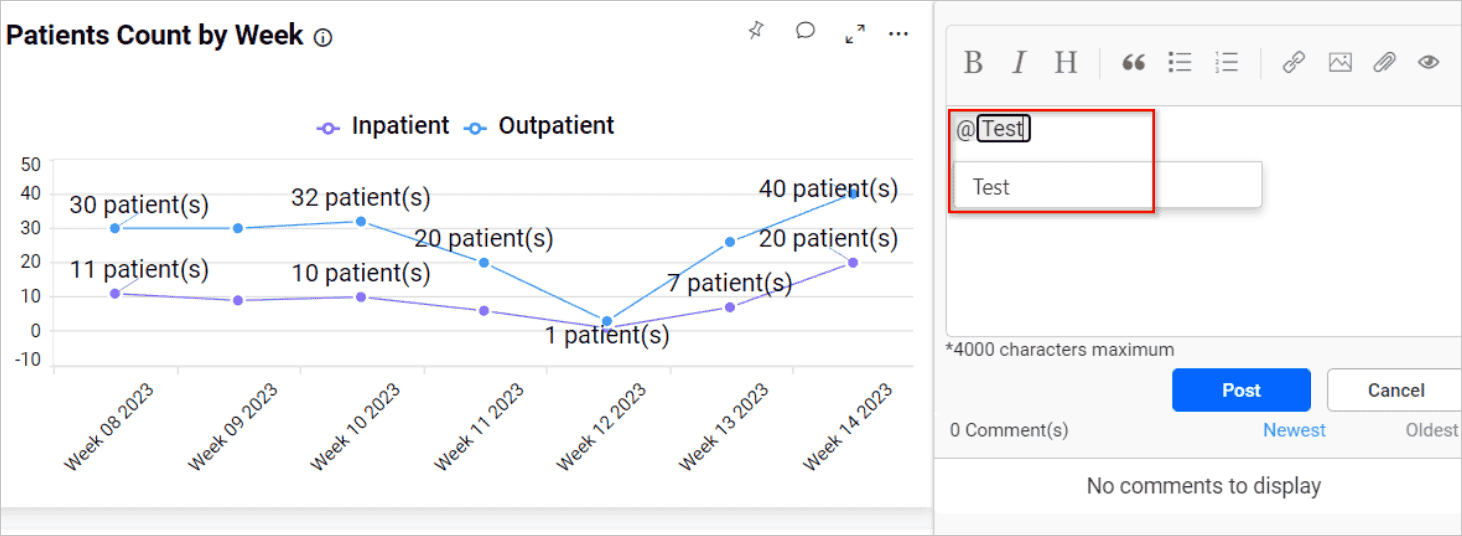 Patients Count by Week
Inpatient Outpatient
50
40
30
20
10
0
-10
30 patient(s)
32 patient(s)
20 patient(s)
40 patient(s)
11 patient(s)
10 patient(s)
1 patient(s)
7 patient(s)
20 patient(s)
Week 08 2023
Week 09 2023
Week 10 2023
Week 11 2023
Week 12 2023
Week 13 2023
Week 14 2023
B I H
@Test
Test
*4000 characters maximum
Post Cancel
0 Comment(s) Newest Oldest
No comments to display